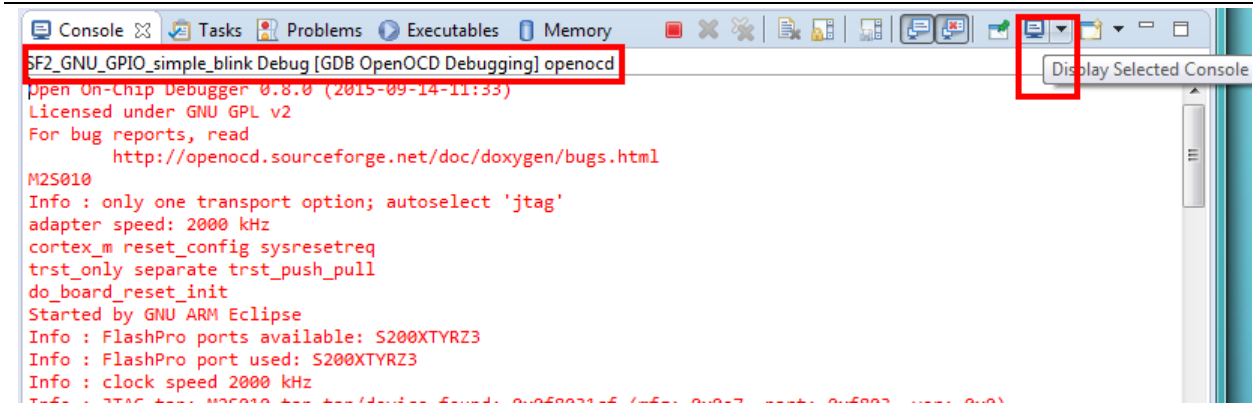 Console Tasks Problems Executables Memory
SF2_GNU_GPIO_simple_blink Debug [GDB OpenOCD Debugging] openocd
Display Selected Console
Open On-Chip Debugger 0.8.0 (2015-09-14-11:33)
Licensed under GNU GPL v2
For bug reports, read
http://openocd.sourceforge.net/doc/doxygen/bugs.html
M2S010
Info : only one transport option; autoselect 'jtag'
adapter speed: 2000 kHz
cortex_m reset_config sysresetreq
trst_only separate trst_push_pull
do_board_reset_init
Started by GNU ARM Eclipse
Info : FlashPro ports available: S200XTYRZ3
Info : FlashPro port used: S200XTYRZ3
Info : clock speed 2000 kHz